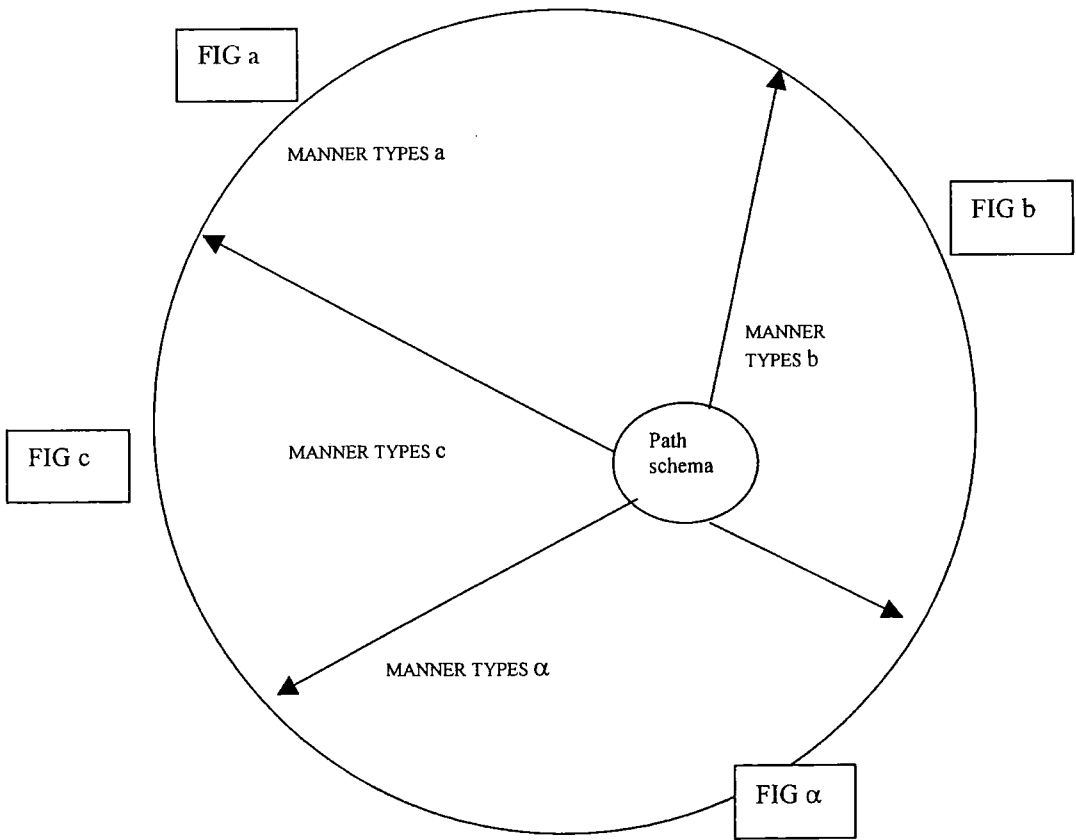 FIG a
MANNER TYPES a
FIG b
MANNER
TYPES b
Path
schema
FIG c
MANNER TYPES c
MANNER TYPES α
FIG α